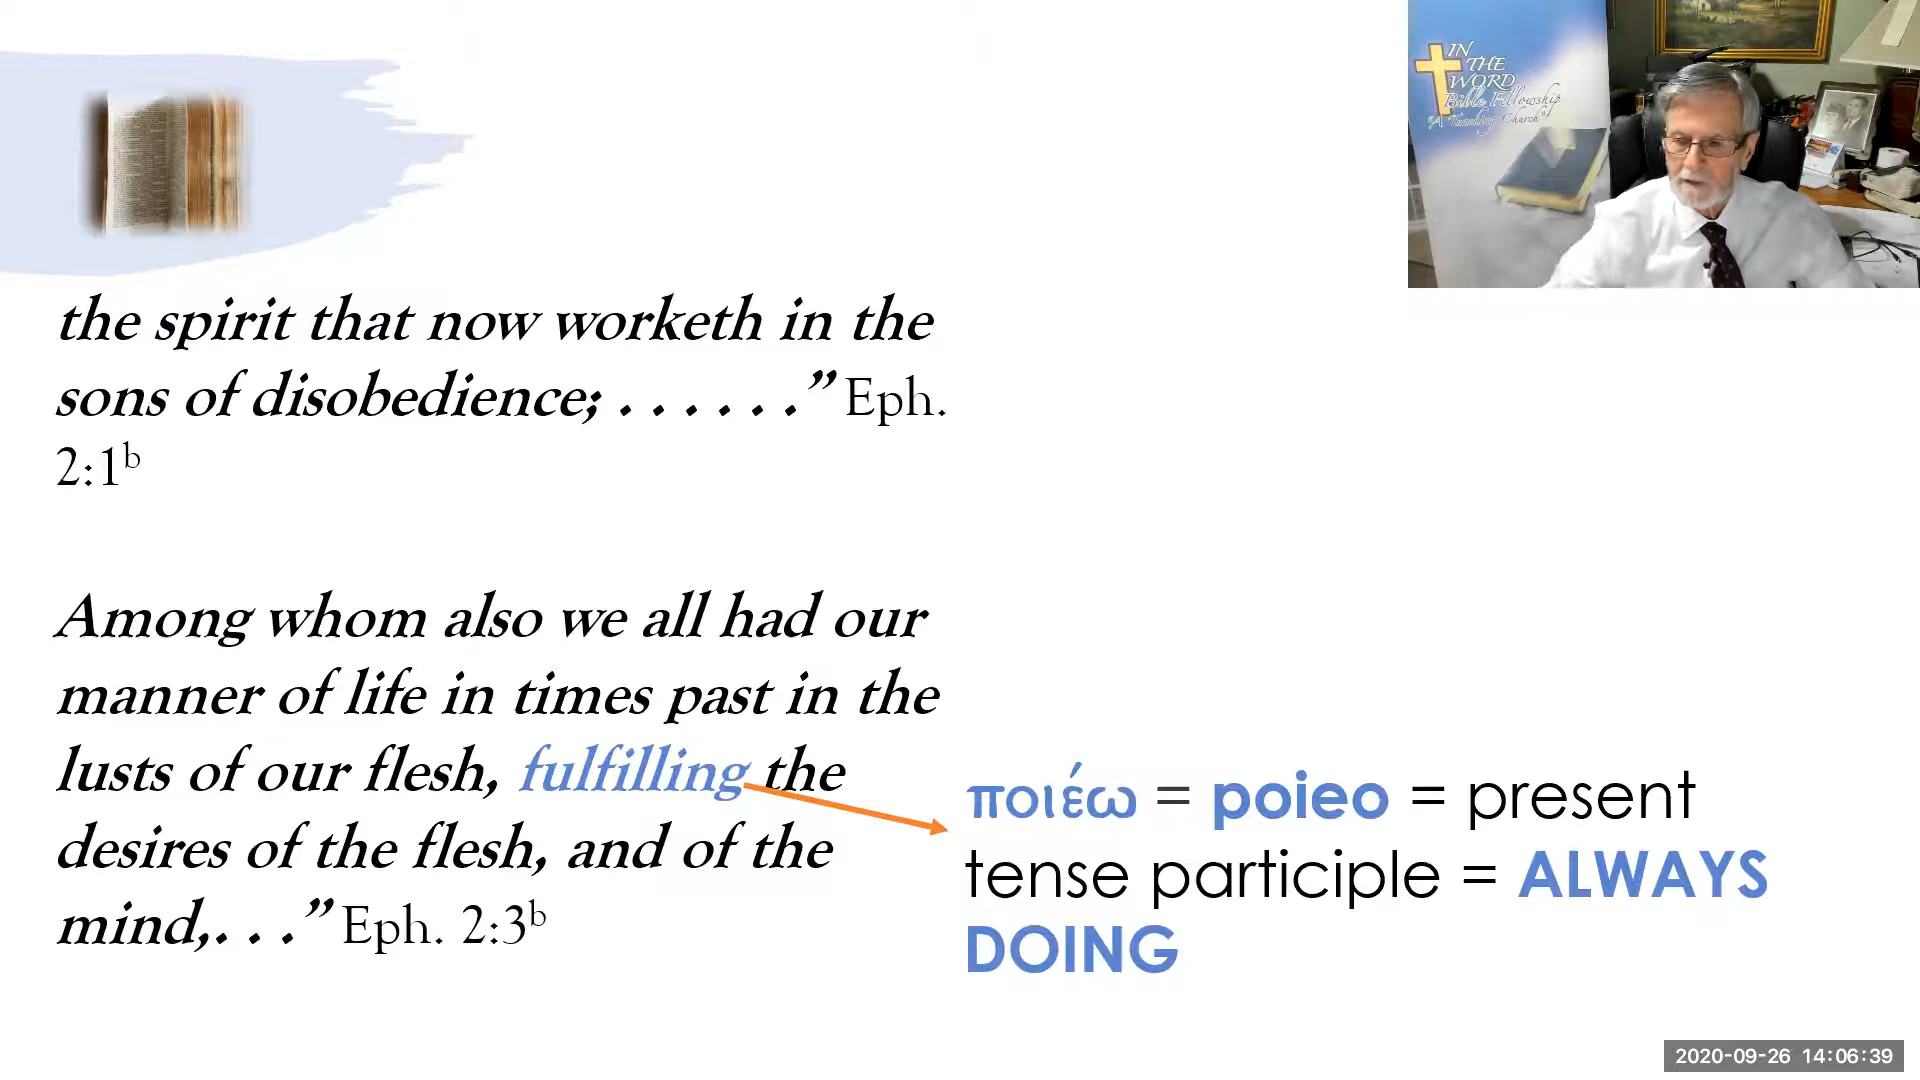 IN
THE
WORD
Bible Fellowship
"A Teaching Church"
the spirit that now worketh in the
sons of disobedience; . . . . . .” Eph.
2:1ᵇ
Among whom also we all had our
manner of life in times past in the
lusts of our flesh, fulfilling the
desires of the flesh, and of the
mind,. . .” Eph. 2:3ᵇ
ποιέω = poieo = present
tense participle = ALWAYS
DOING
2020-09-26 14:06:39